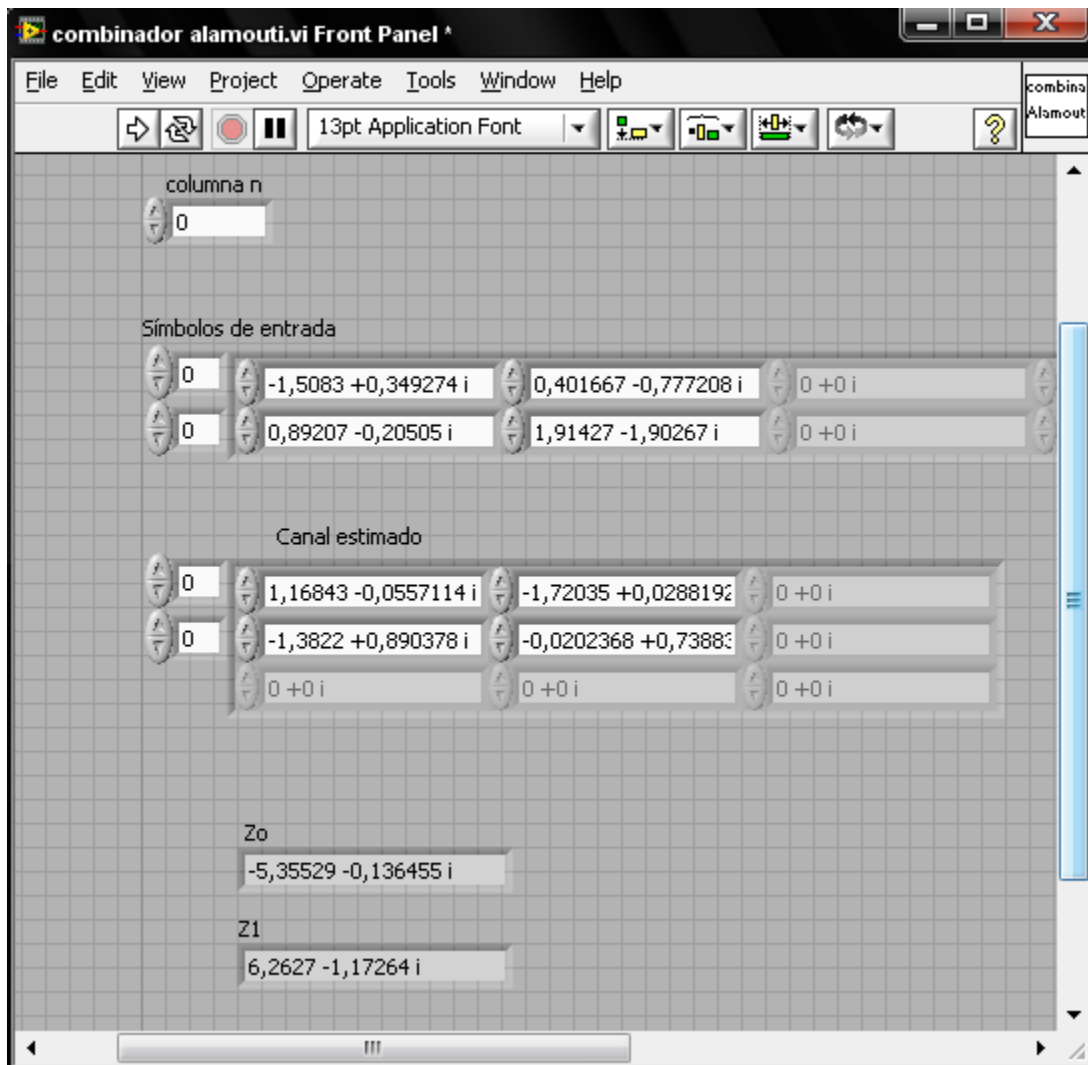 combinador alamouti.vi Front Panel *
File Edit View Project Operate Tools Window Help
combina
Alamout
13pt Application Font
?
columna n
0
Símbolos de entrada
0 -1,5083 +0,349274 i 0,401667 -0,777208 i 0 +0 i
0 0,89207 -0,20505 i 1,91427 -1,90267 i 0 +0 i
Canal estimado
0 1,16843 -0,0557114 i -1,72035 +0,0288192 0 +0 i
0 -1,3822 +0,890378 i -0,0202368 +0,7388 0 +0 i
0 +0 i 0 +0 i 0 +0 i
Zo
-5,35529 -0,136455 i
Z1
6,2627 -1,17264 i